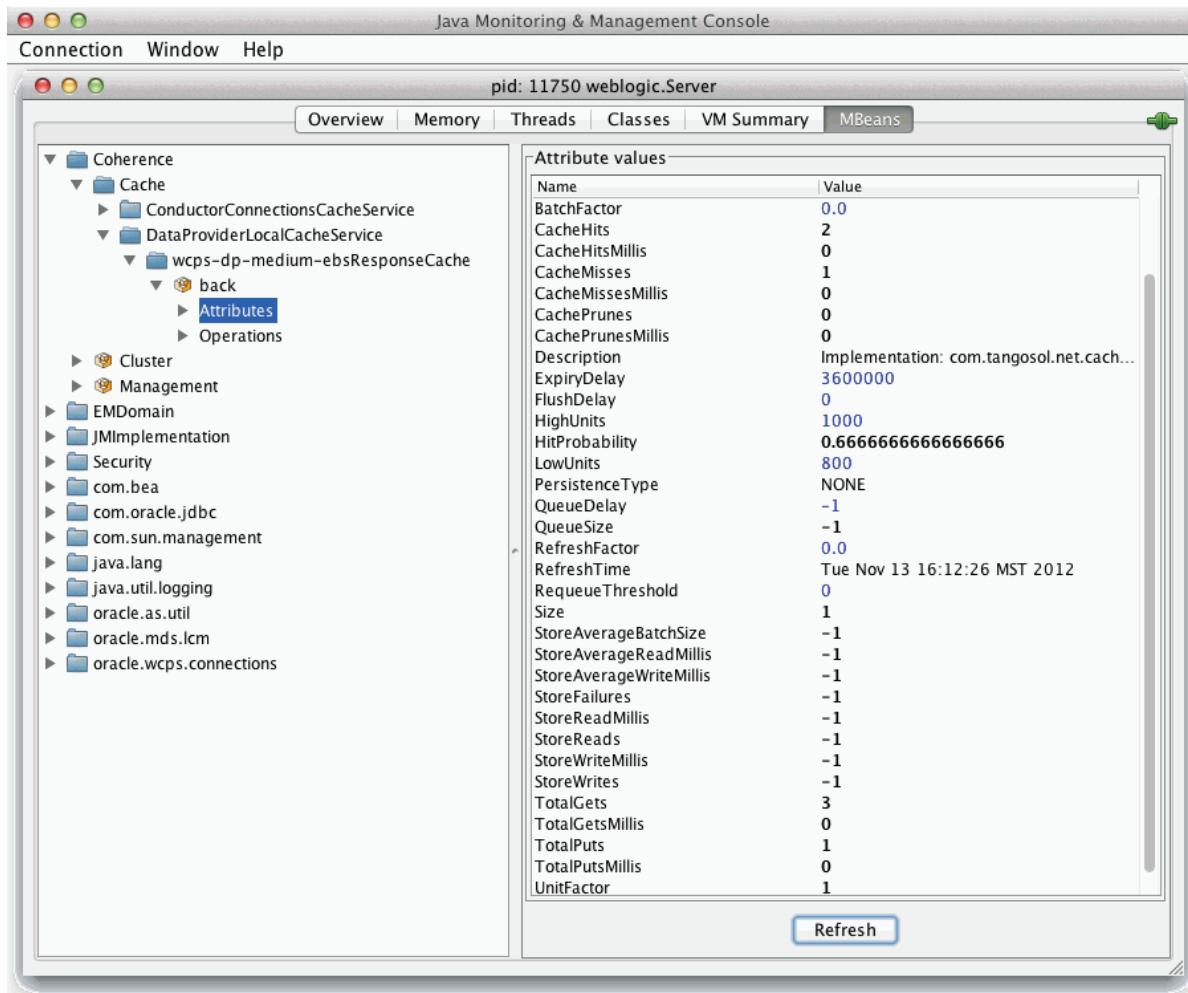 Java Monitoring & Management Console
Connection Window Help
pid: 11750 weblogic.Server
Overview Memory Threads Classes VM Summary MBeans
Coherence
Cache
ConductorConnectionsCacheService
DataProviderLocalCacheService
wcps-dp-medium-ebsResponseCache
back
Attributes
Operations
Cluster
Management
EMDomain
JMImplementation
Security
com.bea
com.oracle.jdbc
com.sun.management
java.lang
java.util.logging
oracle.as.util
oracle.mds.lcm
oracle.wcps.connections
Attribute values
Name Value
BatchFactor 0.0
CacheHits 2
CacheHitsMillis 0
CacheMisses 1
CacheMissesMillis 0
CachePrunes 0
CachePrunesMillis 0
Description Implementation: com.tangosol.net.cach...
ExpiryDelay 3600000
FlushDelay 0
HighUnits 1000
HitProbability 0.6666666666666666
LowUnits 800
PersistenceType NONE
QueueDelay -1
QueueSize -1
RefreshFactor 0.0
RefreshTime Tue Nov 13 16:12:26 MST 2012
RequeueThreshold 0
Size 1
StoreAverageBatchSize -1
StoreAverageReadMillis -1
StoreAverageWriteMillis -1
StoreFailures -1
StoreReadMillis -1
StoreReads -1
StoreWriteMillis -1
StoreWrites -1
TotalGets 3
TotalGetsMillis 0
TotalPuts 1
TotalPutsMillis 0
UnitFactor 1
Refresh